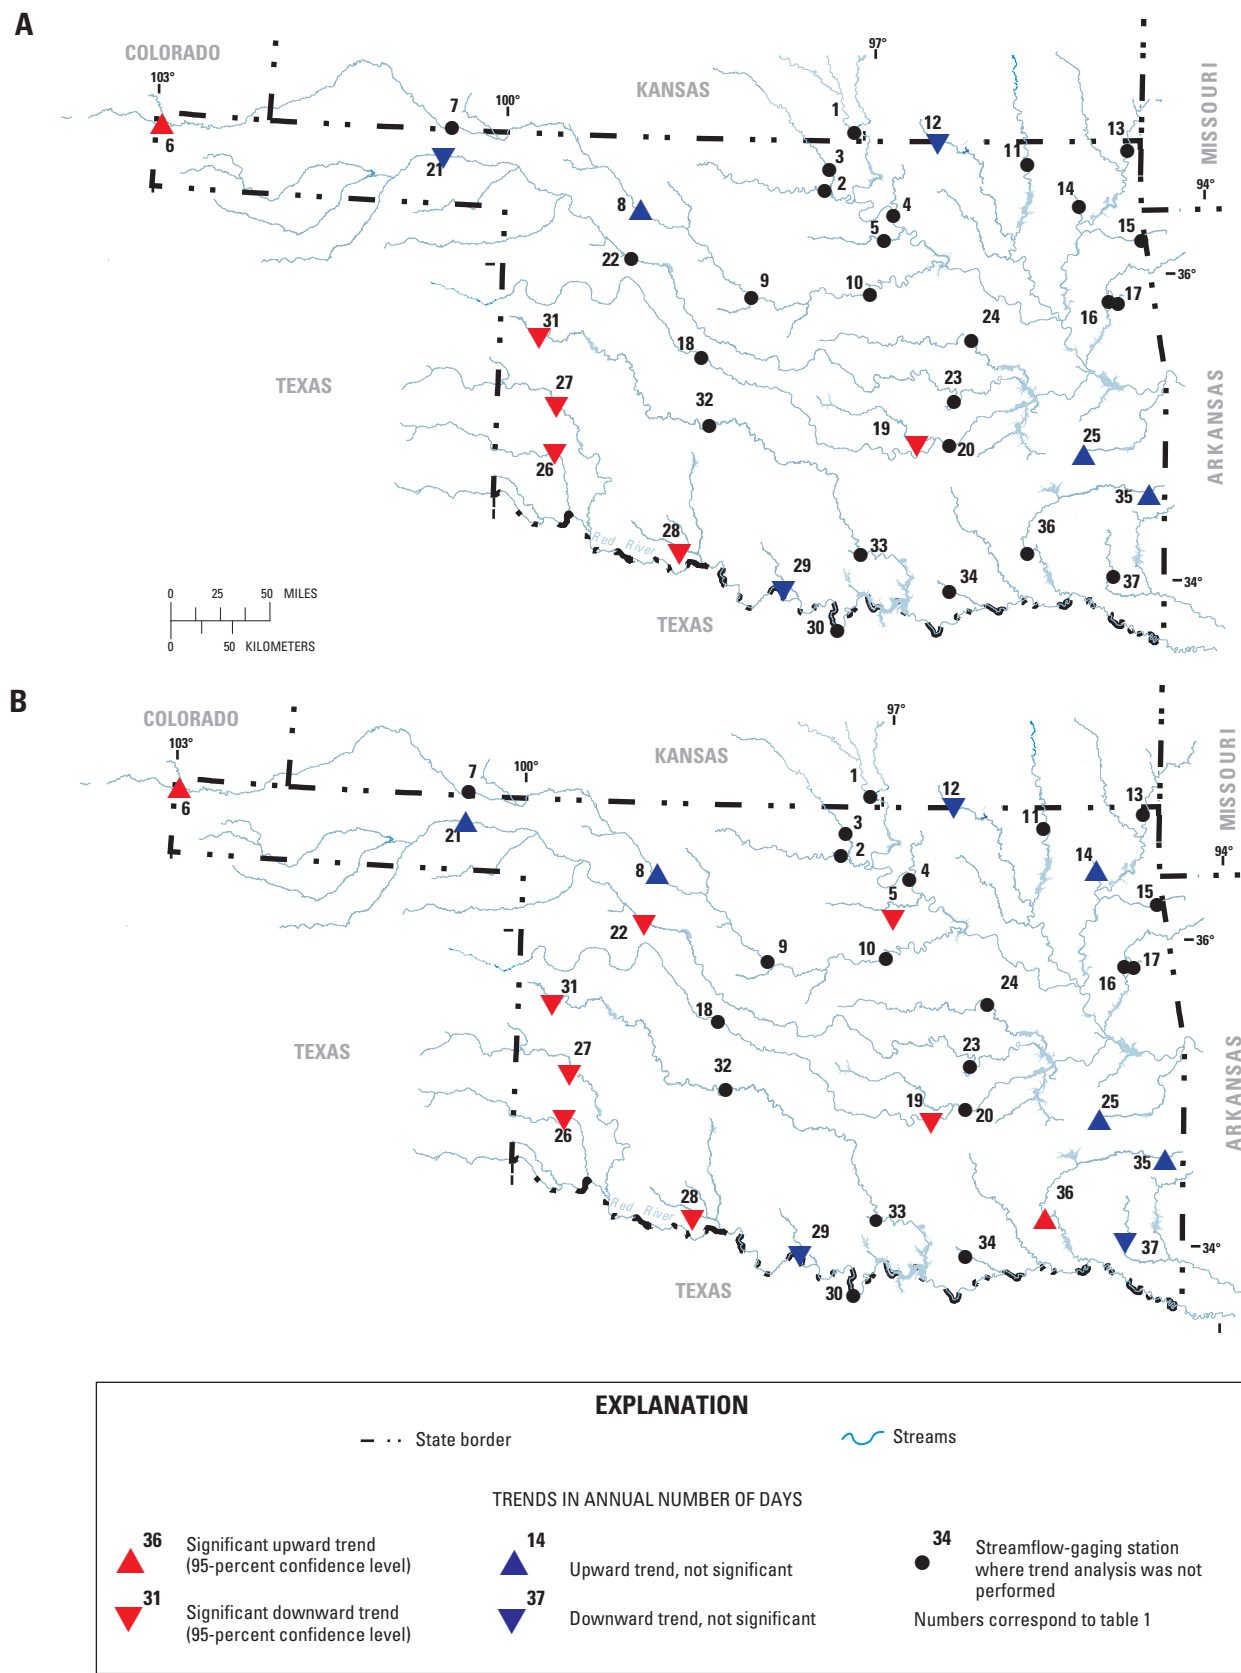 A
COLORADO
103°
97°
KANSAS
MISSOURI
7
100°
1
12
13
6
21
3
11
2
14
94°
8
4
5
15
22
36°
9
10
17
16
31
24
18
TEXAS
27
23
32
ARKANSAS
19
25
20
26
35
28
36
Red River
33
29
34
37
34°
0 25 50 MILES
TEXAS
30
0 50 KILOMETERS
B
COLORADO
103°
97°
KANSAS
MISSOURI
7
100°
1
12
13
6
21
3
11
2
14
94°
8
4
5
15
22
36°
9
10
17
16
31
24
18
TEXAS
27
23
32
ARKANSAS
19
25
20
26
35
28
36
Red River
33
29
34
37
34°
TEXAS
30
EXPLANATION
State border
Streams
TRENDS IN ANNUAL NUMBER OF DAYS
36
Significant upward trend
(95-percent confidence level)
14
Upward trend, not significant
34
Streamflow-gaging station
where trend analysis was not
performed
31
Significant downward trend
(95-percent confidence level)
37
Downward trend, not significant
Numbers correspond to table 1